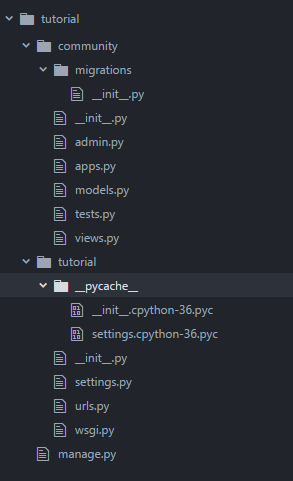 tutorial
community
migrations
__init__.py
__init__.py
admin.py
apps.py
models.py
tests.py
views.py
tutorial
__pycache__
__init__.cpython-36.pyc
settings.cpython-36.pyc
__init__.py
settings.py
urls.py
wsgi.py
manage.py